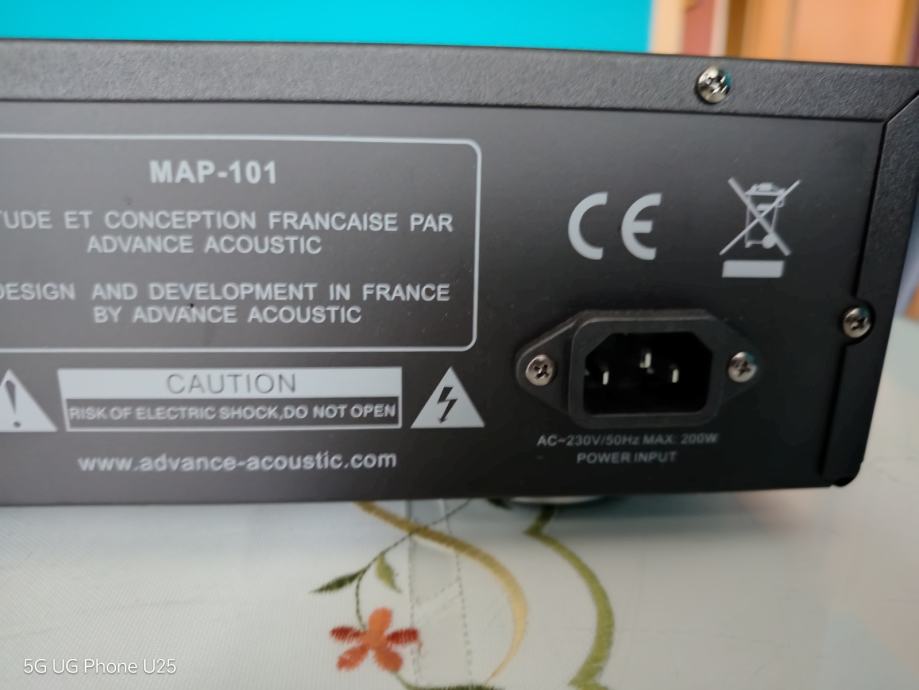 MAP-101
TUDE ET CONCEPTION FRANCAISE PAR
ADVANCE ACOUSTIC
DESIGN AND DEVELOPMENT IN FRANCE
BY ADVANCE ACOUSTIC
CE
CAUTION
RISK OF ELECTRIC SHOCK,DO NOT OPEN
www.advance-acoustic.com
AC~230V/50Hz MAX: 200W
POWER INPUT
5G UG Phone U25